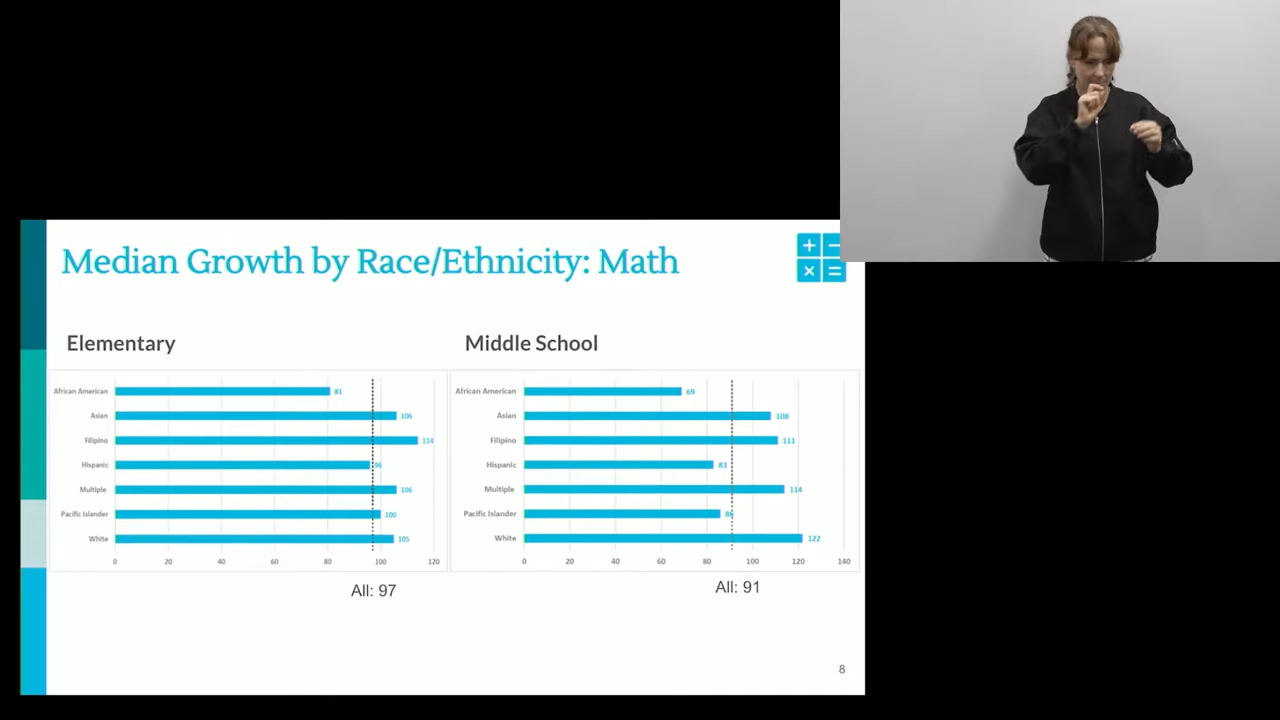 Median Growth by Race/Ethnicity: Math
Elementary
African American 81
Asian 106
Filipino 114
Hispanic 96
Multiple 106
Pacific Islander 100
White 105
0 20 40 60 80 100 120
All: 97
Middle School
African American 69
Asian 108
Filipino 111
Hispanic 83
Multiple 114
Pacific Islander
White 122
0 20 40 60 80 100 120 140
All: 91
8